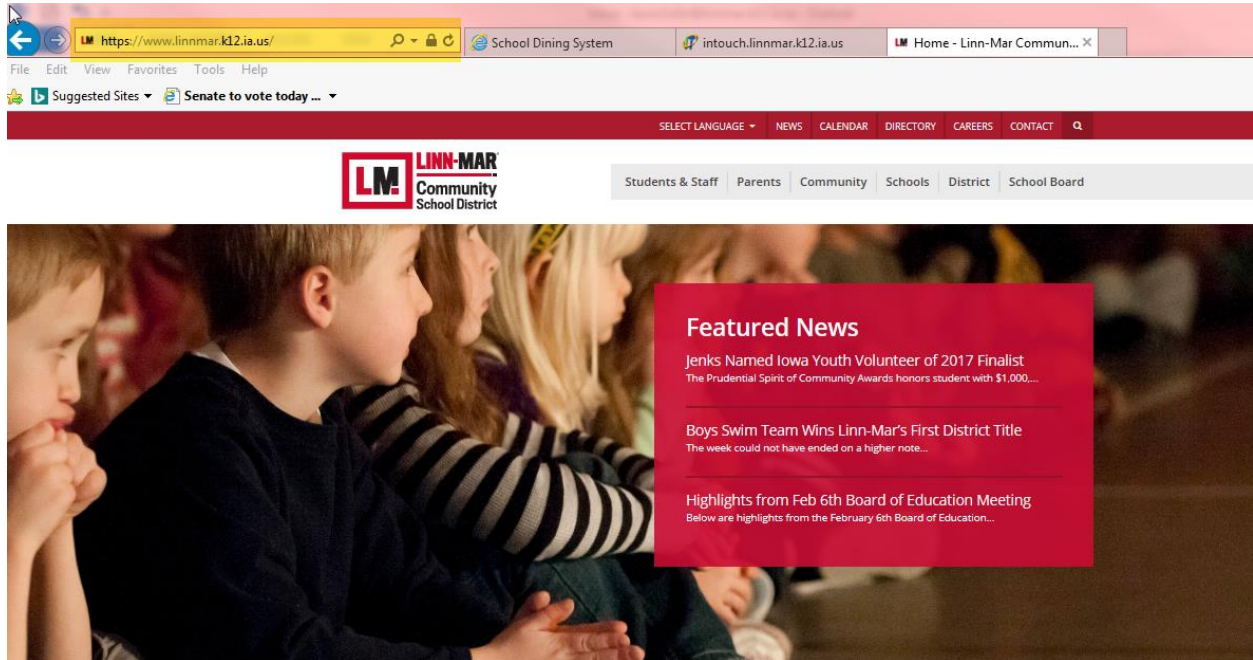 https://www.linnmar.k12.ia.us/
School Dining System
intouch.linnmar.k12.ia.us
LM Home - Linn-Mar Commun...
File Edit View Favorites Tools Help
Suggested Sites Senate to vote today ...
SELECT LANGUAGE NEWS CALENDAR DIRECTORY CAREERS CONTACT
LM LINN-MAR
Community
School District
Students & Staff Parents Community Schools District School Board
Featured News
Jenks Named Iowa Youth Volunteer of 2017 Finalist
The Prudential Spirit of Community Awards honors student with $1,000,...
Boys Swim Team Wins Linn-Mar's First District Title
The week could not have ended on a higher note...
Highlights from Feb 6th Board of Education Meeting
Below are highlights from the February 6th Board of Education...